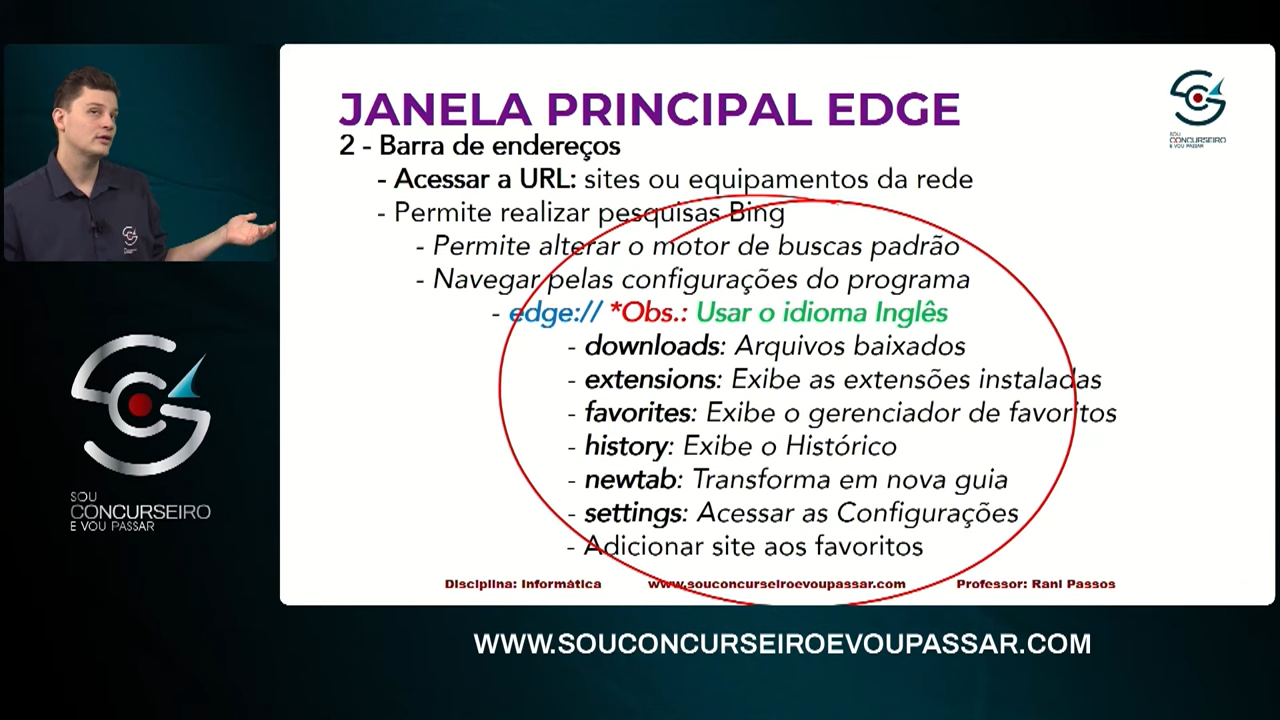 JANELA PRINCIPAL EDGE
2 - Barra de endereços
- Acessar a URL: sites ou equipamentos da rede
- Permite realizar pesquisas Bing
- Permite alterar o motor de buscas padrão
- Navegar pelas configurações do programa
- edge:// *Obs.: Usar o idioma Inglês
- downloads: Arquivos baixados
- extensions: Exibe as extensões instaladas
- favorites: Exibe o gerenciador de favoritos
- history: Exibe o Histórico
- newtab: Transforma em nova guia
- settings: Acessar as Configurações
- Adicionar site aos favoritos
Disciplina: Informática www.souconcurseiroevoupassar.com Professor: Rani Passos
SOU
CONCURSEIRO
E VOU PASSAR
SOU
CONCURSEIRO
E VOU PASSAR
WWW.SOUCONCURSEIROEVOUPASSAR.COM